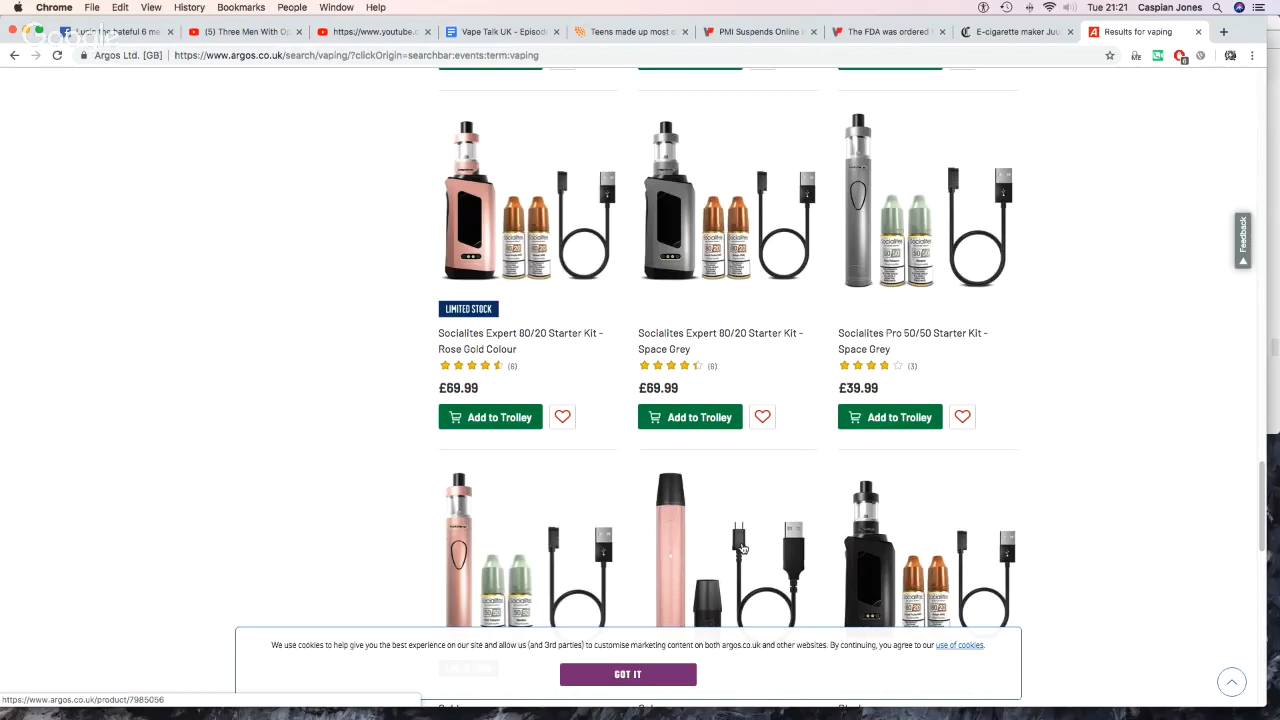 Chrome File Edit View History Bookmarks People Window Help
Tue 21:21 Caspian Jones
Google
(5) Three Men With Op
https://www.youtube.c
Vape Talk UK - Episod
Teens made up most o
PMI Suspends Online
The FDA was ordered t
E-cigarette maker Juu
Results for vaping
Argos Ltd. [GB] https://www.argos.co.uk/search/vaping/?clickOrigin=searchbar:events:term:vaping
Feedback
LIMITED STOCK
Socialites Expert 80/20 Starter Kit -
Rose Gold Colour
(6)
£69.99
Add to Trolley
Socialites Expert 80/20 Starter Kit -
Space Grey
(6)
£69.99
Add to Trolley
Socialites Pro 50/50 Starter Kit -
Space Grey
(3)
£39.99
Add to Trolley
We use cookies to help give you the best experience on our site and allow us (and 3rd parties) to customise marketing content on both argos.co.uk and other websites. By continuing, you agree to our use of cookies.
GOT IT
https://www.argos.co.uk/product/7985056